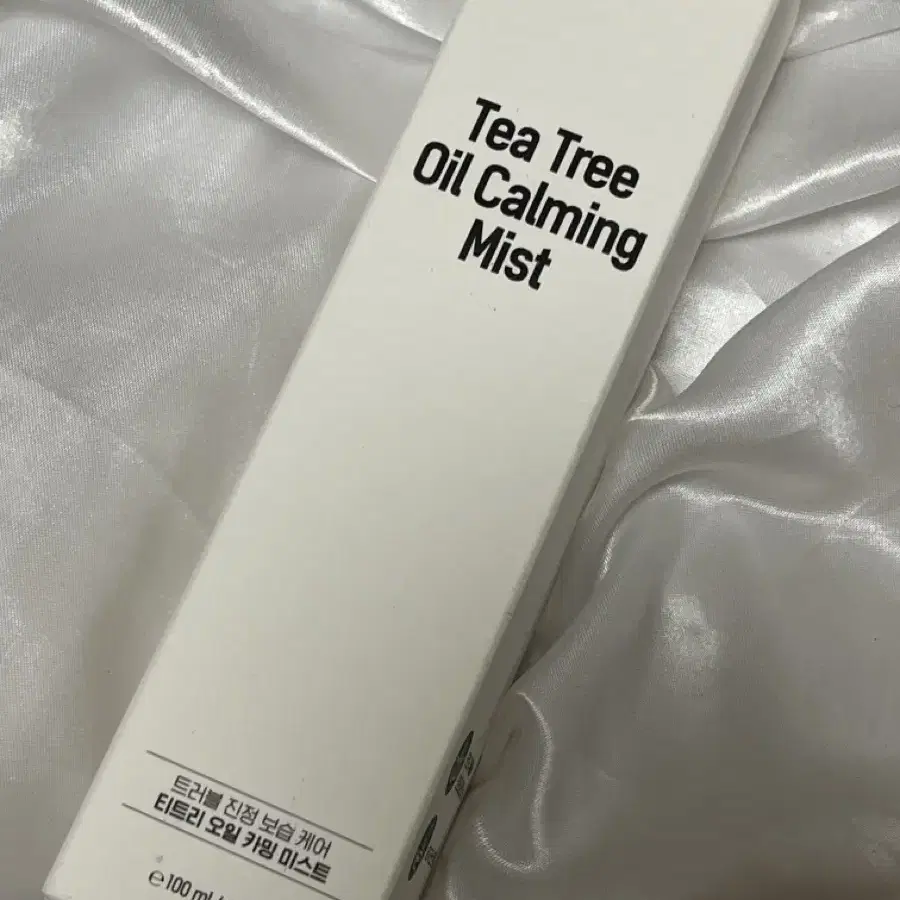 Tea Tree
Oil Calming
Mist
트러블 진정 보습 케어
티트리 오일 카밍 미스트
℮100 ml /